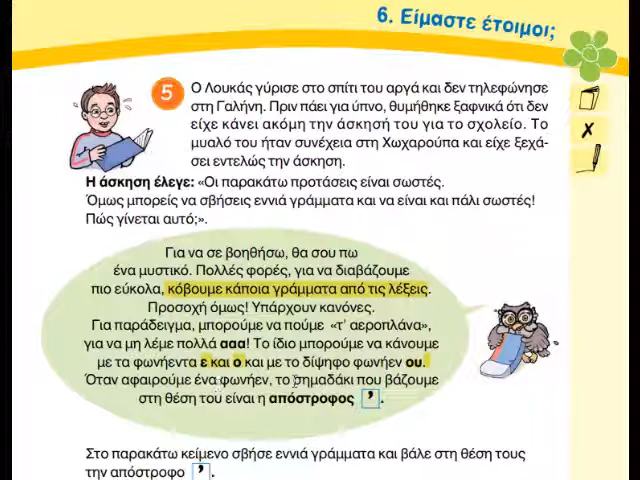 6. Είμαστε έτοιμοι;
5
Ο Λουκάς γύρισε στο σπίτι του αργά και δεν τηλεφώνησε
στη Γαλήνη. Πριν πάει για ύπνο, θυμήθηκε ξαφνικά ότι δεν
είχε κάνει ακόμη την άσκησή του για το σχολείο. Το
μυαλό του ήταν συνέχεια στη Χωχαρούπα και είχε ξεχά-
σει εντελώς την άσκηση.
Η άσκηση έλεγε: «Οι παρακάτω προτάσεις είναι σωστές.
Όμως μπορείς να σβήσεις εννιά γράμματα και να είναι και πάλι σωστές!
Πώς γίνεται αυτό;».
Για να σε βοηθήσω, θα σου πω
ένα μυστικό. Πολλές φορές, για να διαβάζουμε
πιο εύκολα, κόβουμε κάποια γράμματα από τις λέξεις.
Προσοχή όμως! Υπάρχουν κανόνες.
Για παράδειγμα, μπορούμε να πούμε «τ' αεροπλάνα»,
για να μη λέμε πολλά ααα! Το ίδιο μπορούμε να κάνουμε
με τα φωνήεντα ε και ο και με το δίψηφο φωνήεν ου.
Όταν αφαιρούμε ένα φωνήεν, το σημαδάκι που βάζουμε
στη θέση του είναι η απόστροφος ’.
Στο παρακάτω κείμενο σβήσε εννιά γράμματα και βάλε στη θέση τους
την απόστροφο ’.